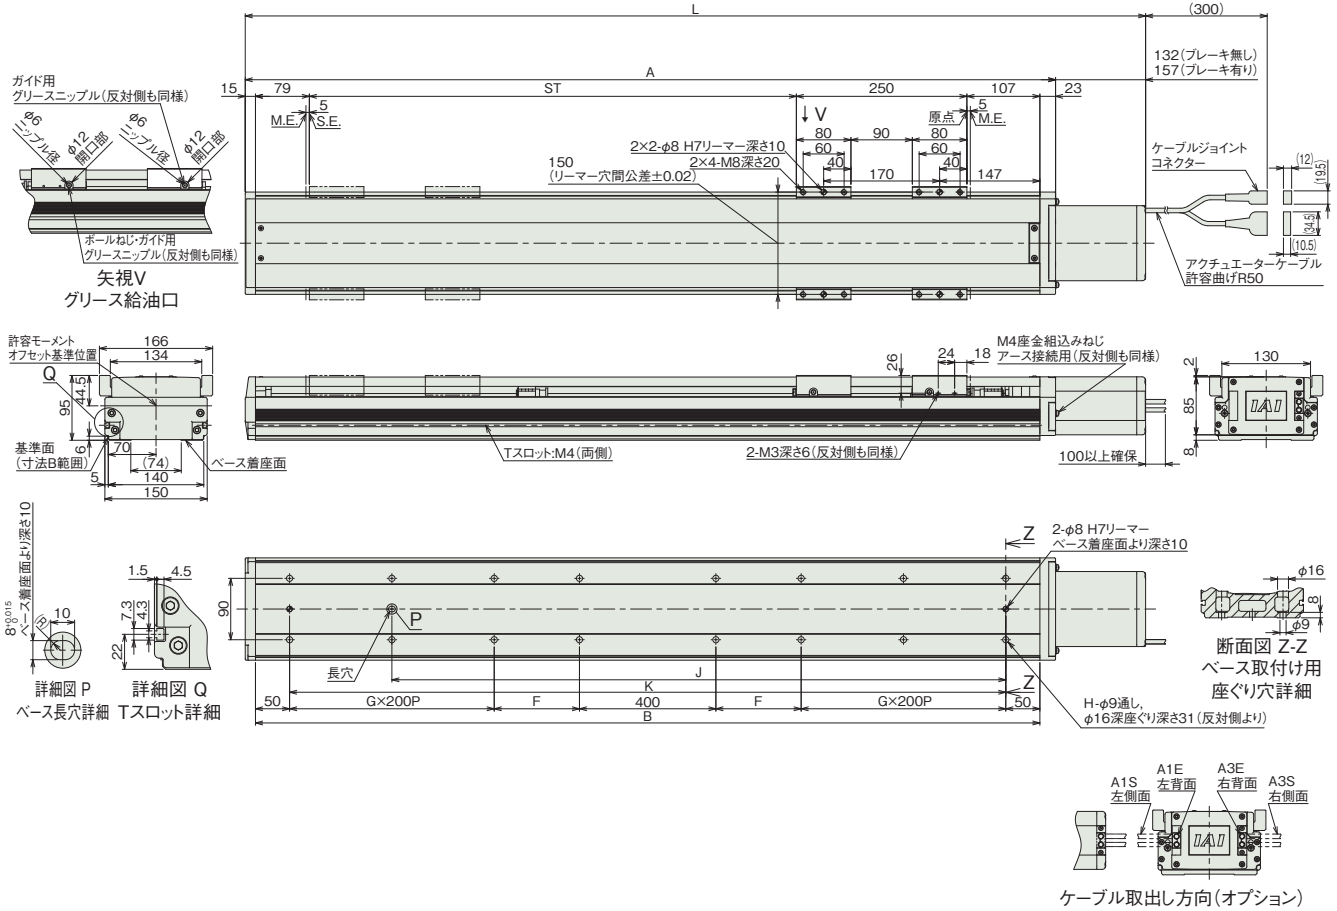 L
(300)
132(ブレーキ無し)
157(ブレーキ有り)
A
15
79
ST
250
107
23
5
M.E.
S.E.
V
原点
5
M.E.
80
90
80
60
60
40
40
2×2-φ8 H7リーマー深さ10
2×4-M8深さ20
150
(リーマー穴間公差±0.02)
170
147
ケーブルジョイント
コネクター
(12)
(19.5)
(34.5)
(10.5)
アクチュエーターケーブル
許容曲げR50
ガイド用
グリースニップル(反対側も同様)
φ6
ニップル径
φ12
開口部
φ6
ニップル径
φ12
開口部
ボールねじ・ガイド用
グリースニップル(反対側も同様)
矢視V
グリース給油口
許容モーメント
オフセット基準位置
166
134
Q
95
44.5
6
基準面
(寸法B範囲)
70
(74)
ベース着座面
5
140
150
26
24
18
M4座金組込みねじ
アース接続用(反対側も同様)
Tスロット:M4(両側)
2-M3深さ6(反対側も同様)
100以上確保
2
130
85
8
IAI
8+0.015 0
ベース着座面より深さ10
10
R
詳細図 P
ベース長穴詳細
1.5
4.5
7.3
4.3
22
詳細図 Q
Tスロット詳細
90
P
長穴
Z
2-φ8 H7リーマー
ベース着座面より深さ10
J
K
Z
50
G×200P
F
400
F
G×200P
50
B
H-φ9通し,
φ16深座ぐり深さ31(反対側より)
φ16
8
φ9
断面図 Z-Z
ベース取付け用
座ぐり穴詳細
A1S
左側面
A1E
左背面
A3E
右背面
A3S
右側面
IAI
ケーブル取出し方向(オプション)